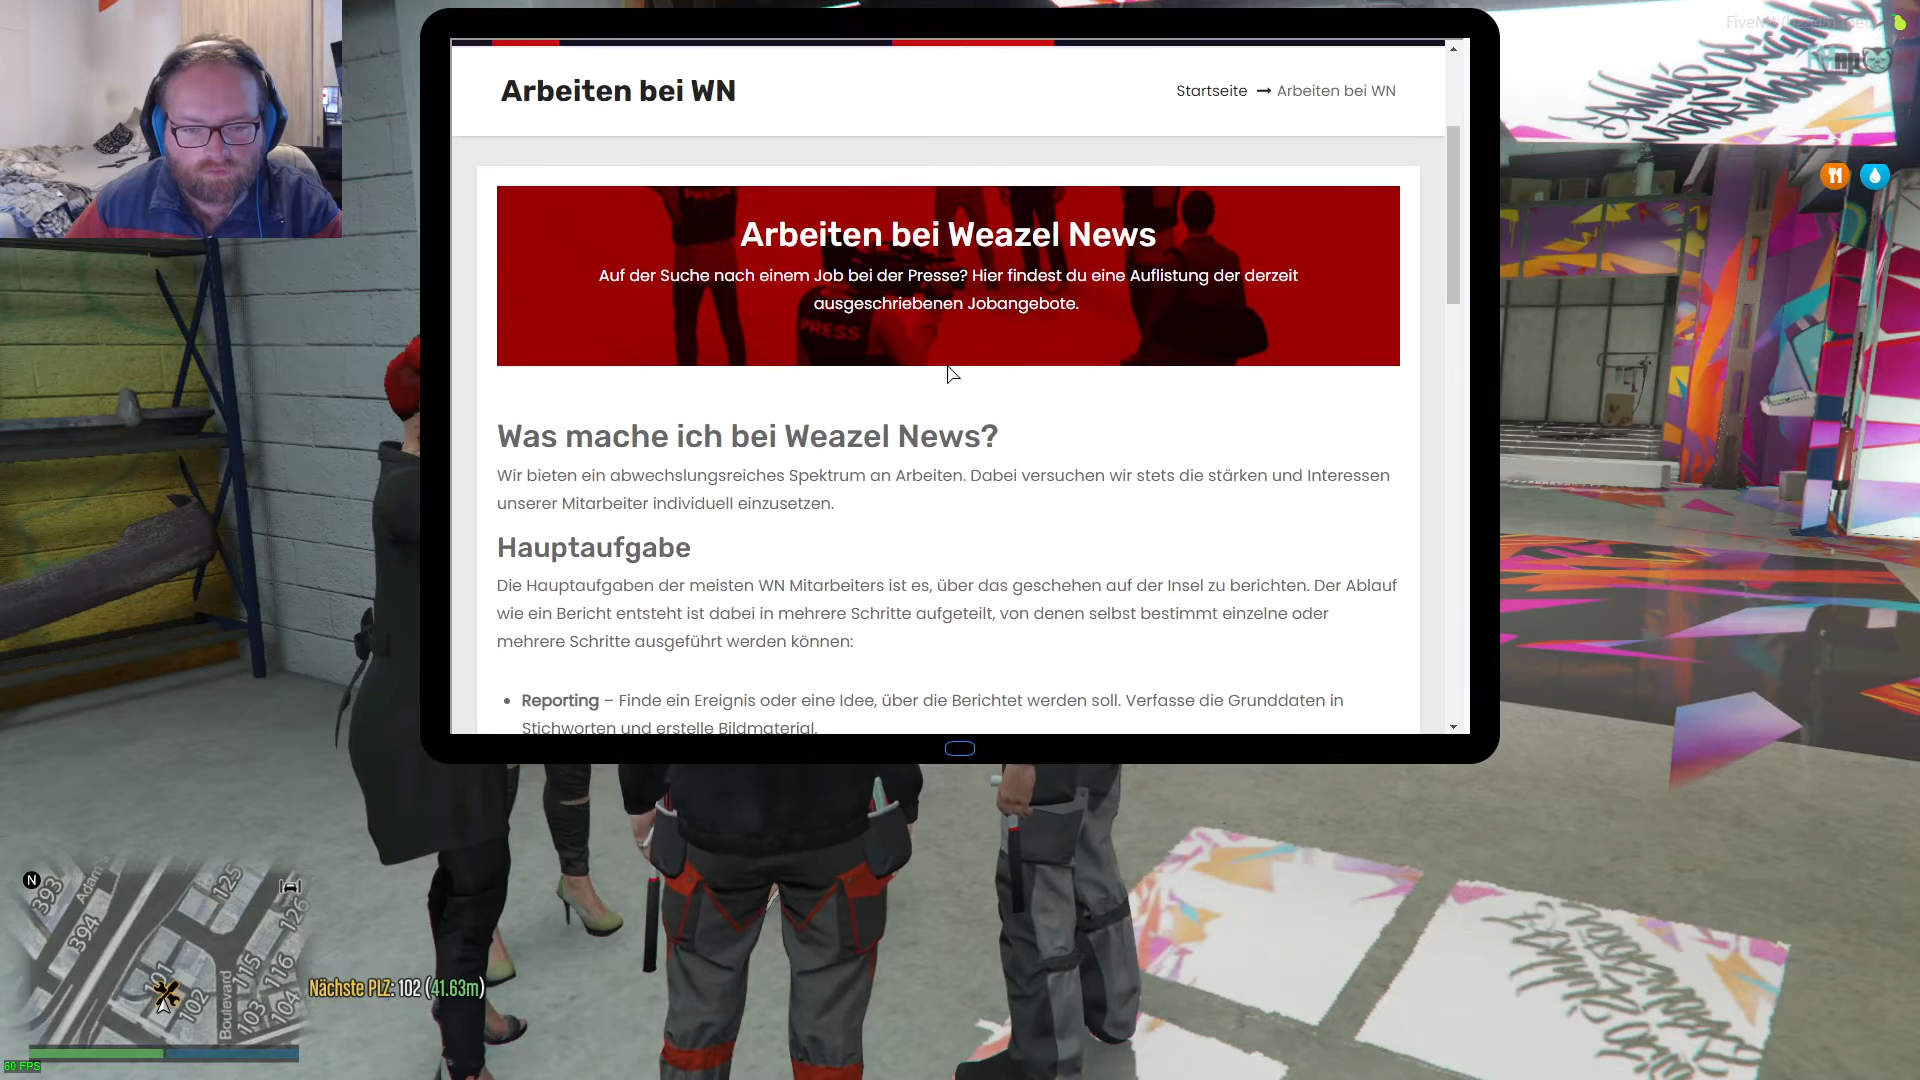 Arbeiten bei WN
Startseite → Arbeiten bei WN
Arbeiten bei Weazel News
Auf der Suche nach einem Job bei der Presse? Hier findest du eine Auflistung der derzeit
ausgeschriebenen Jobangebote.
PRESS
Was mache ich bei Weazel News?
Wir bieten ein abwechslungsreiches Spektrum an Arbeiten. Dabei versuchen wir stets die stärken und Interessen
unserer Mitarbeiter individuell einzusetzen.
Hauptaufgabe
Die Hauptaufgaben der meisten WN Mitarbeiters ist es, über das geschehen auf der Insel zu berichten. Der Ablauf
wie ein Bericht entsteht ist dabei in mehrere Schritte aufgeteilt, von denen selbst bestimmt einzelne oder
mehrere Schritte ausgeführt werden können:
• Reporting – Finde ein Ereignis oder eine Idee, über die Berichtet werden soll. Verfasse die Grunddaten in
Stichworten und erstelle Bildmaterial.
N
393
Adam
125
126
394
101
102
115
116
Boulevard
103
104
Nächste PLZ: 102 (41.63m)
60 FPS